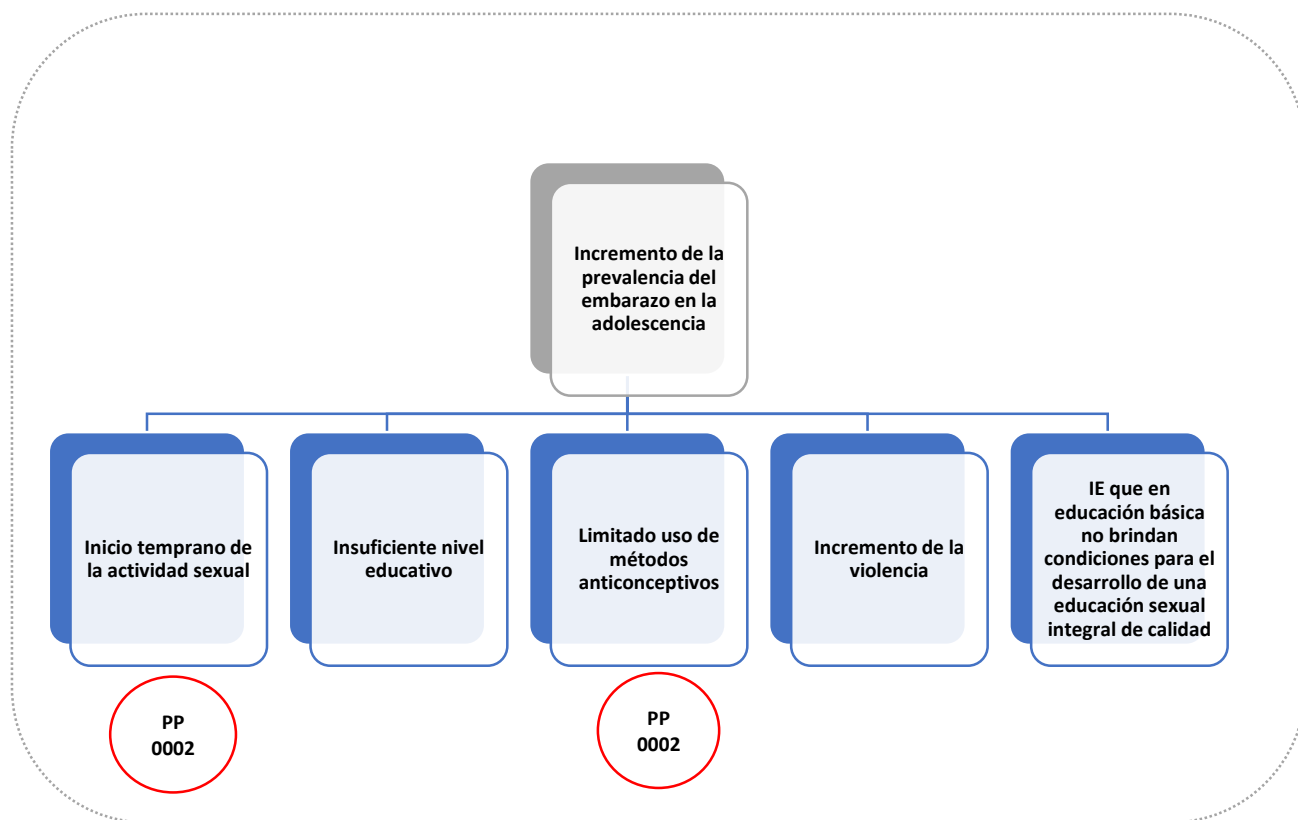 Incremento de la
prevalencia del
embarazo en la
adolescencia
Inicio temprano de
la actividad sexual
Insuficiente nivel
educativo
Limitado uso de
métodos
anticonceptivos
Incremento de la
violencia
IE que en
educación básica
no brindan
condiciones para el
desarrollo de una
educación sexual
integral de calidad
PP
0002
PP
0002